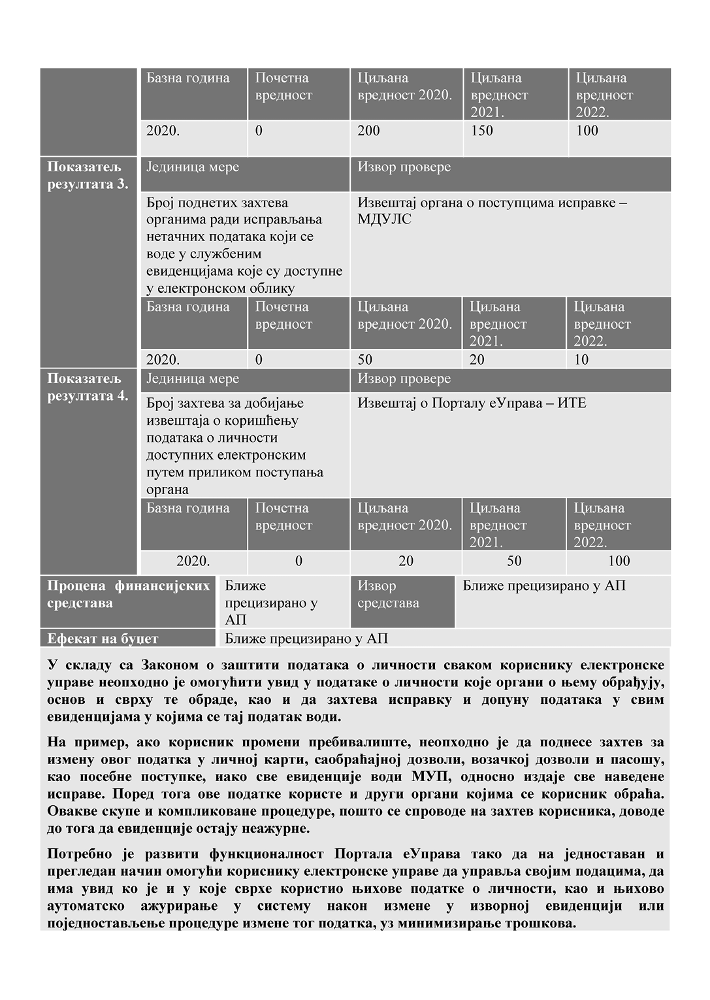 Базна година Почетна вредност Циљана вредност 2020. Циљана вредност 2021. Циљана вредност 2022.
2020. 0 200 150 100
Показатељ резултата 3. Јединица мере Извор провере
Број поднетих захтева
органима ради исправљања
нетачних података који се
воде у службеним
евиденцијама које су доступне
у електронском облику
Извештај органа о поступцима исправке –
МДУЛС
Базна година Почетна вредност Циљана вредност 2020. Циљана вредност 2021. Циљана вредност 2022.
2020. 0 50 20 10
Показатељ резултата 4. Јединица мере Извор провере
Број захтева за добијање
извештаја о коришћењу
података о личности
доступних електронским
путем приликом поступања
органа
Извештај о Порталу еУправа – ИТЕ
Базна година Почстна вредност Циљана вредност 2020. Циљана вредност 2021. Циљана вредност 2022.
2020. 0 20 50 100
Процена финансијских
средстава
Ближе
прецизирано у
АП
Извор
средстава
Ближе прецизирано у АП
Ефекат на буџет Ближе прецизирано у АП
У складу са Законом о заштити података о личности сваком кориснику електронске
управе неопходно је омогућити увид у податаке о личности које органи о њему обрађују,
основ и сврху те обраде, као и да захтева исправку и допуну података у свим
евиденцијама у којима се тај податак води.
На пример, ако корисник промени пребивалиште, неопходно је да поднесе захтев за
измену овог податка у личној карти, саобраћајној дозволи, возачкој дозволи и пасошу,
као посебне поступке, иако све евиденције води МУП, односно издаје све наведене
исправе. Поред тога ове податке користе и други органи којима се корисник обраћа.
Овакве скупе и компликоване процедуре, пошто се спроводе на захтев корисника, доводе
до тога да евиденције остају неажурне.
Потребно је развити функционалност Портала еУправа тако да на једноставан и
прегледан начин омогући кориснику електронске управе да управља својим подацима, да
има увид ко је и у које сврхе користио њихове податке о личности, као и њихово
аутоматско ажурирање у систему након измене у изворној евиденцији или
поједностављење процедуре измене тог податка, уз минимизирање трошкова.